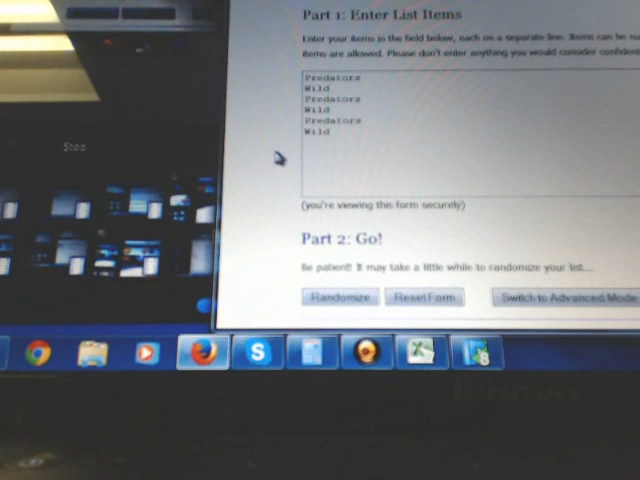 Part 1: Enter List Items
Enter your items in the field below, each on a separate line. Items can be
items are allowed. Please don't enter anything you would consider
Predators
Wild
Predators
Wild
Predators
Wild
Stop
(you're viewing this form securely)
Part 2: Go!
Be patient! It may take a little while to randomize your list...
Randomize
Reset Form
Switch to Advanced Mode